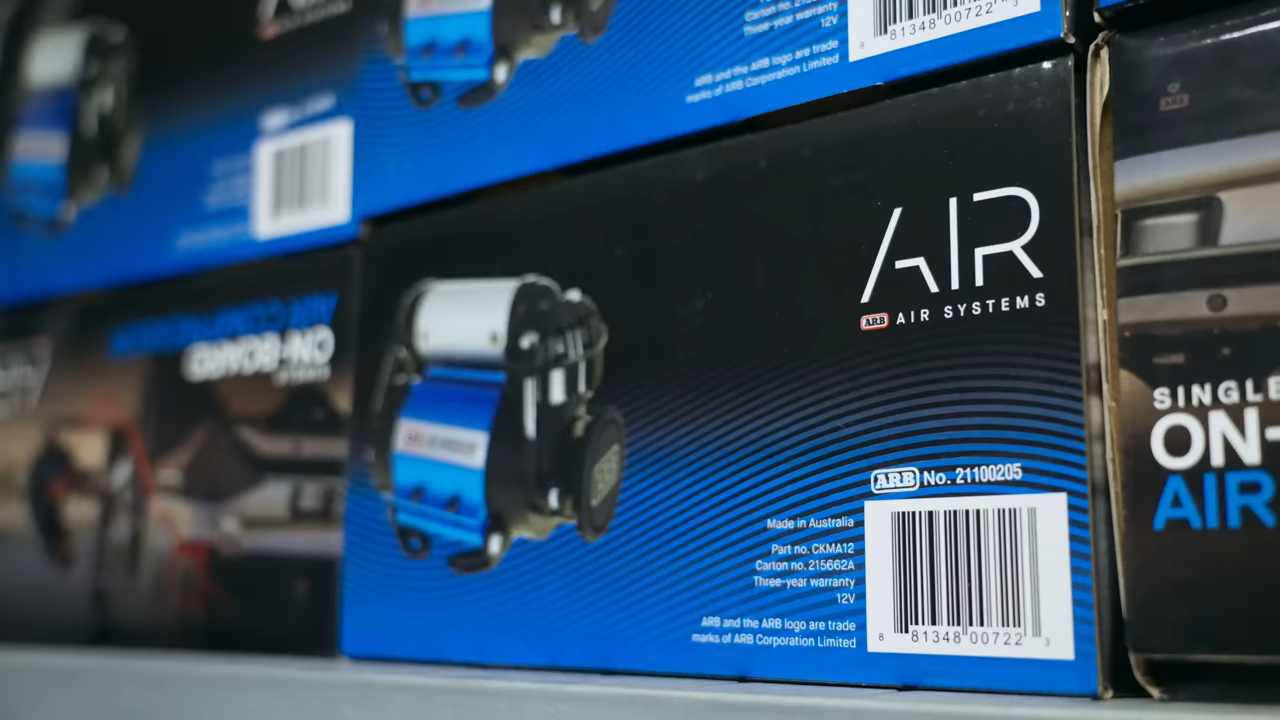 Carton no.
Three-year warranty
12V
ARB and the ARB logo are trade
marks of ARB Corporation Limited
81348 00722
AIR
ARB AIR SYSTEMS
ARB No. 21100205
Made in Australia
Part no. CKMA12
Carton no. 215662A
Three-year warranty
12V
ARB and the ARB logo are trade
marks of ARB Corporation Limited
8 81348 00722 3
ON-BOARD
ARB
SINGLE
ON-
AIR